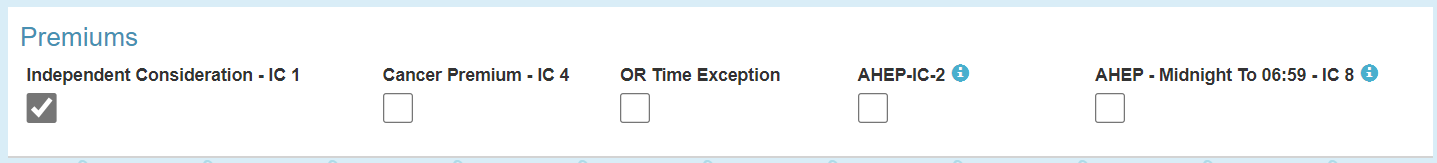 Premiums
Independent Consideration - IC 1 Cancer Premium - IC 4 OR Time Exception AHEP-IC-2 AHEP - Midnight To 06:59 - IC 8